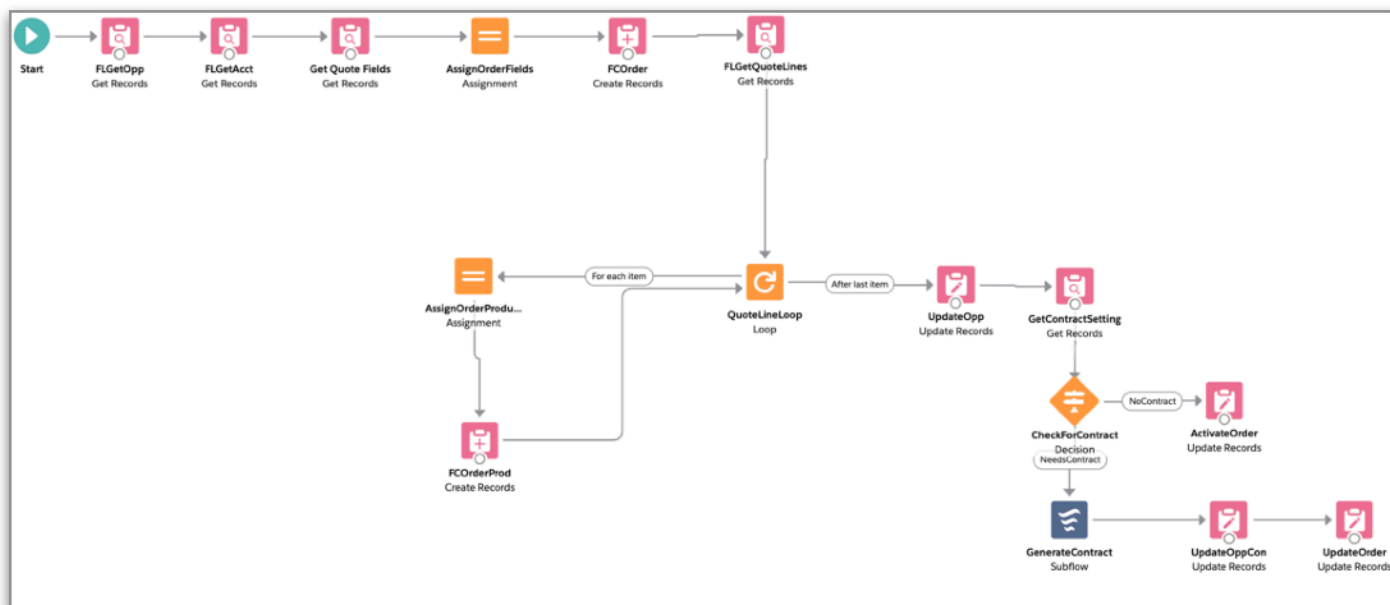 Start
FLGetOpp
Get Records
FLGetAcct
Get Records
Get Quote Fields
Get Records
AssignOrderFields
Assignment
FCOrder
Create Records
FLGetQuoteLines
Get Records
For each item
AssignOrderProdu...
Assignment
QuoteLineLoop
Loop
After last item
UpdateOpp
Update Records
GetContractSetting
Get Records
FCOrderProd
Create Records
CheckForContract
Decision
NoContract
ActivateOrder
Update Records
NeedsContract
GenerateContract
Subflow
UpdateOppCon
Update Records
UpdateOrder
Update Records